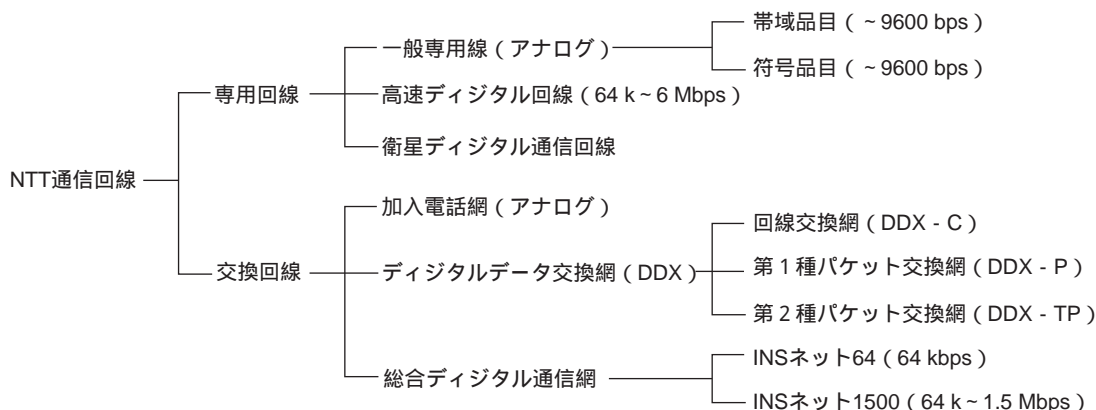 帯域品目（~9600 bps）
一般専用線（アナログ）
符号品目（~9600 bps）
専用回線
高速ディジタル回線（64 k~6 Mbps）
衛星ディジタル通信回線
NTT通信回線
加入電話網（アナログ）
回線交換網（DDX - C）
交換回線
ディジタルデータ交換網（DDX）
第1種パケット交換網（DDX - P）
第2種パケット交換網（DDX - TP）
INSネット64（64 kbps）
総合ディジタル通信網
INSネット1500（64 k~1.5 Mbps）